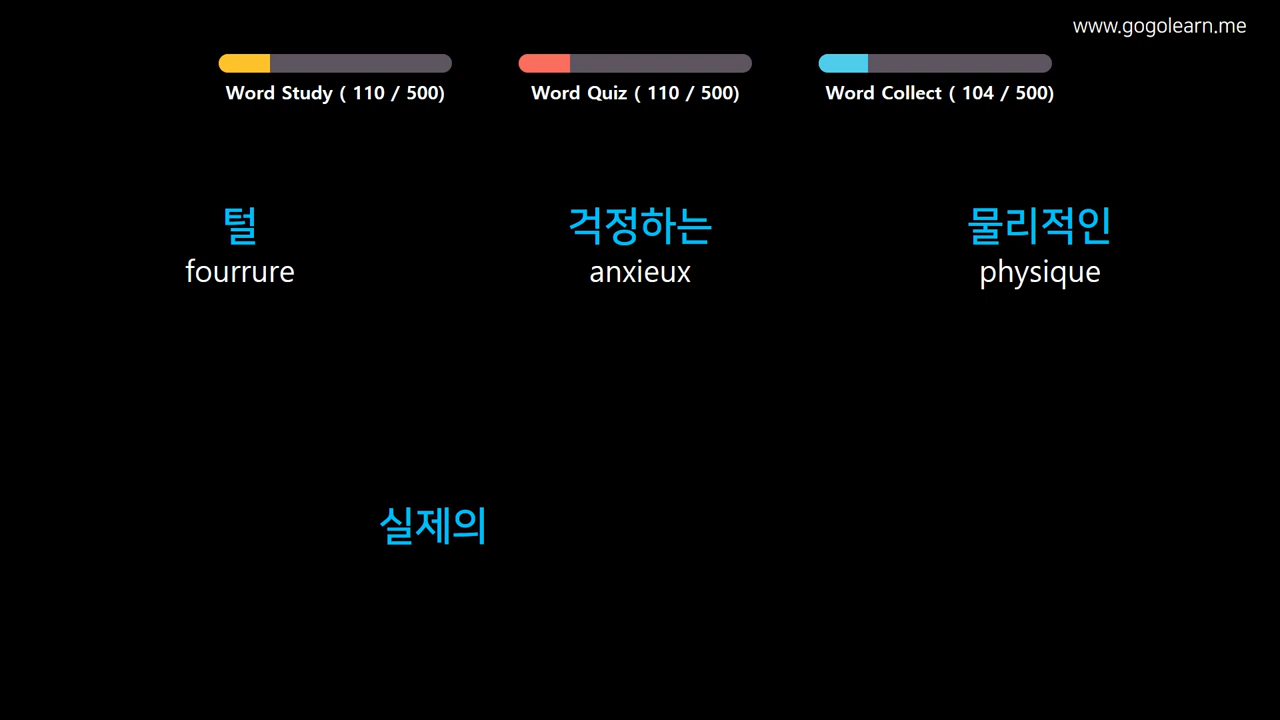 www.gogolearn.me
Word Study ( 110 / 500)
Word Quiz ( 110 / 500)
Word Collect ( 104 / 500)
털
fourrure
걱정하는
anxieux
물리적인
physique
실제의